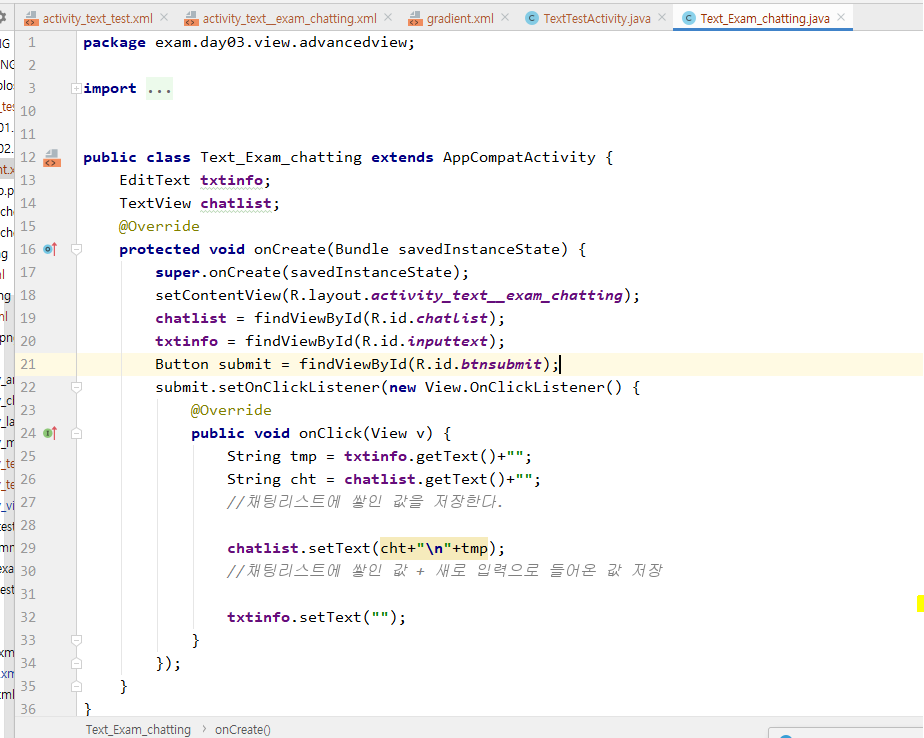 activity_text_test.xml activity_text__exam_chatting.xml gradient.xml TextTestActivity.java Text_Exam_chatting.java
1 package exam.day03.view.advancedview;
2
3 import ...
10
11
12 public class Text_Exam_chatting extends AppCompatActivity {
13 EditText txtinfo;
14 TextView chatlist;
15 @Override
16 protected void onCreate(Bundle savedInstanceState) {
17 super.onCreate(savedInstanceState);
18 setContentView(R.layout.activity_text__exam_chatting);
19 chatlist = findViewById(R.id.chatlist);
20 txtinfo = findViewById(R.id.inputtext);
21 Button submit = findViewById(R.id.btnsubmit);
22 submit.setOnClickListener(new View.OnClickListener() {
23 @Override
24 public void onClick(View v) {
25 String tmp = txtinfo.getText()+"";
26 String cht = chatlist.getText()+"";
27 //채팅리스트에 쌓인 값을 저장한다.
28
29 chatlist.setText(cht+"\n"+tmp);
30 //채팅리스트에 쌓인 값 + 새로 입력으로 들어온 값 저장
31
32 txtinfo.setText("");
33 }
34 });
35 }
36 }
Text_Exam_chatting › onCreate()